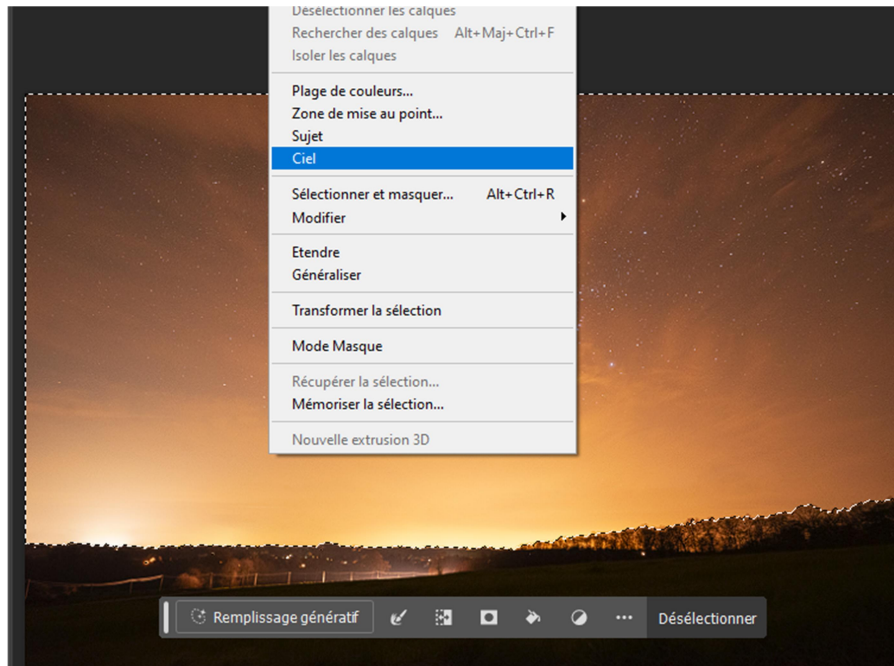 Désélectionner les calques
Rechercher des calques Alt+Maj+Ctrl+F
Isoler les calques
Plage de couleurs...
Zone de mise au point...
Sujet
Ciel
Sélectionner et masquer... Alt+Ctrl+R
Modifier
Etendre
Généraliser
Transformer la sélection
Mode Masque
Récupérer la sélection...
Mémoriser la sélection...
Nouvelle extrusion 3D
Remplissage génératif
Désélectionner